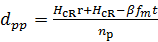 d_pp = (H_cR r + H_cR − β f_m t) / n_p